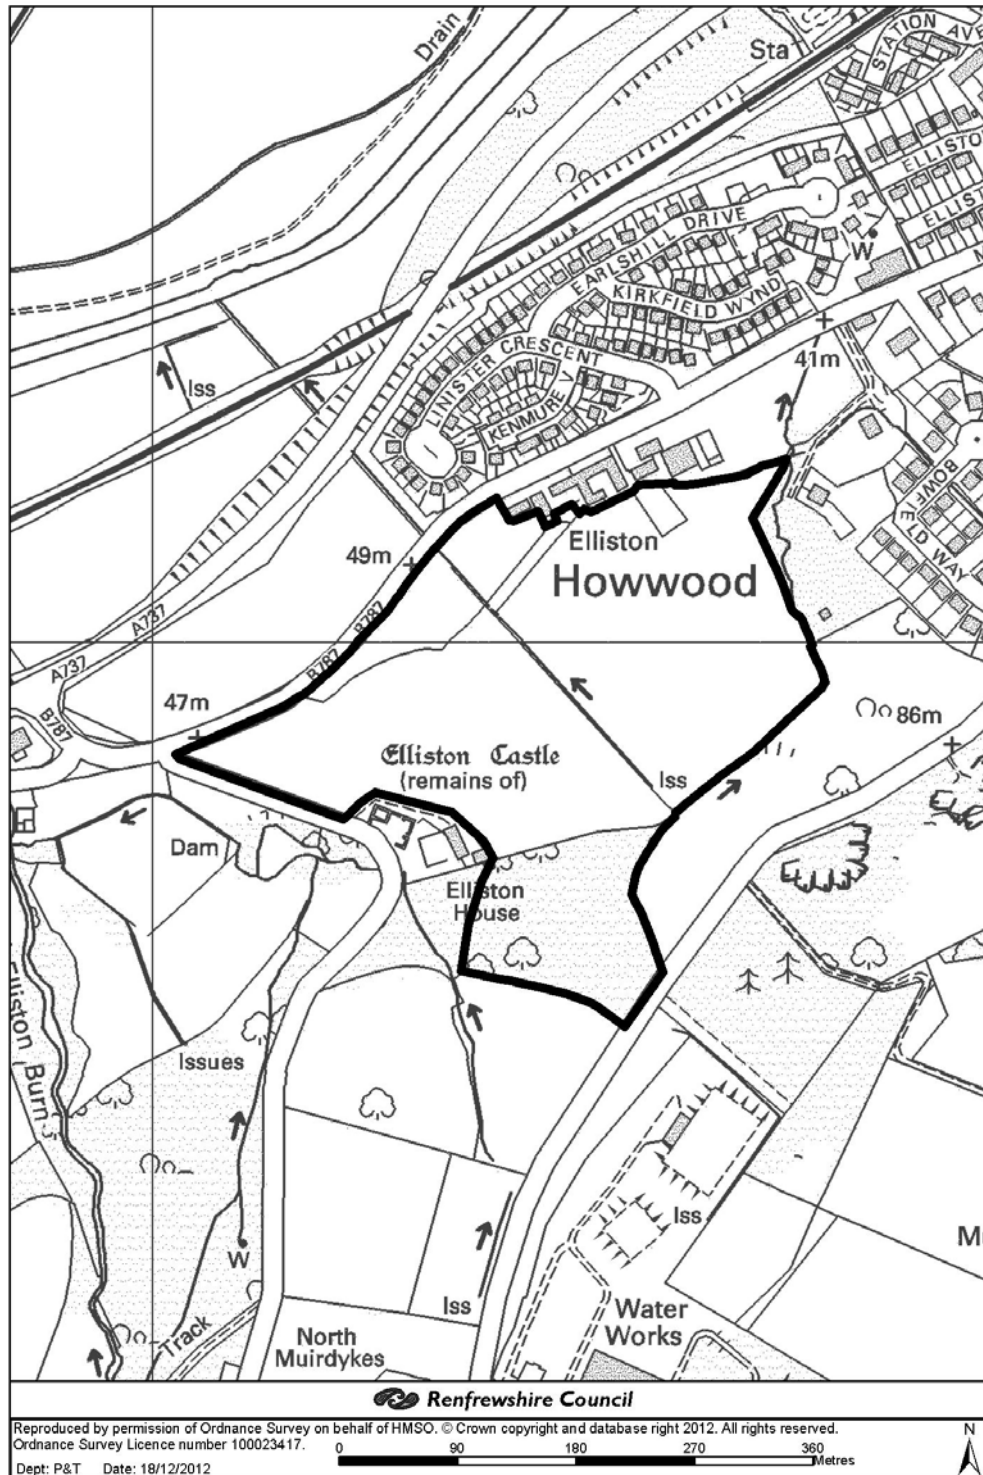 Drain
Sta
STATION AVE
ELLISTO
ELLIST
W
EARLSHILL DRIVE
KIRKFIELD WYND
LINISTER CRESCENT
KENMURE
41m
Iss
BOWFIELD WAY
Elliston
Howwood
49m
A737
A737
B787
B787
B787
47m
86m
Elliston Castle
(remains of)
Iss
Dam
Elliston
House
Elliston Burn
Issues
Iss
W
Iss
Mu
Water
Works
Track
North
Muirdykes
Renfrewshire Council
Reproduced by permission of Ordnance Survey on behalf of HMSO. © Crown copyright and database right 2012. All rights reserved.
Ordnance Survey Licence number 100023417.
Dept: P&T Date: 18/12/2012
0 90 180 270 360
Metres
N